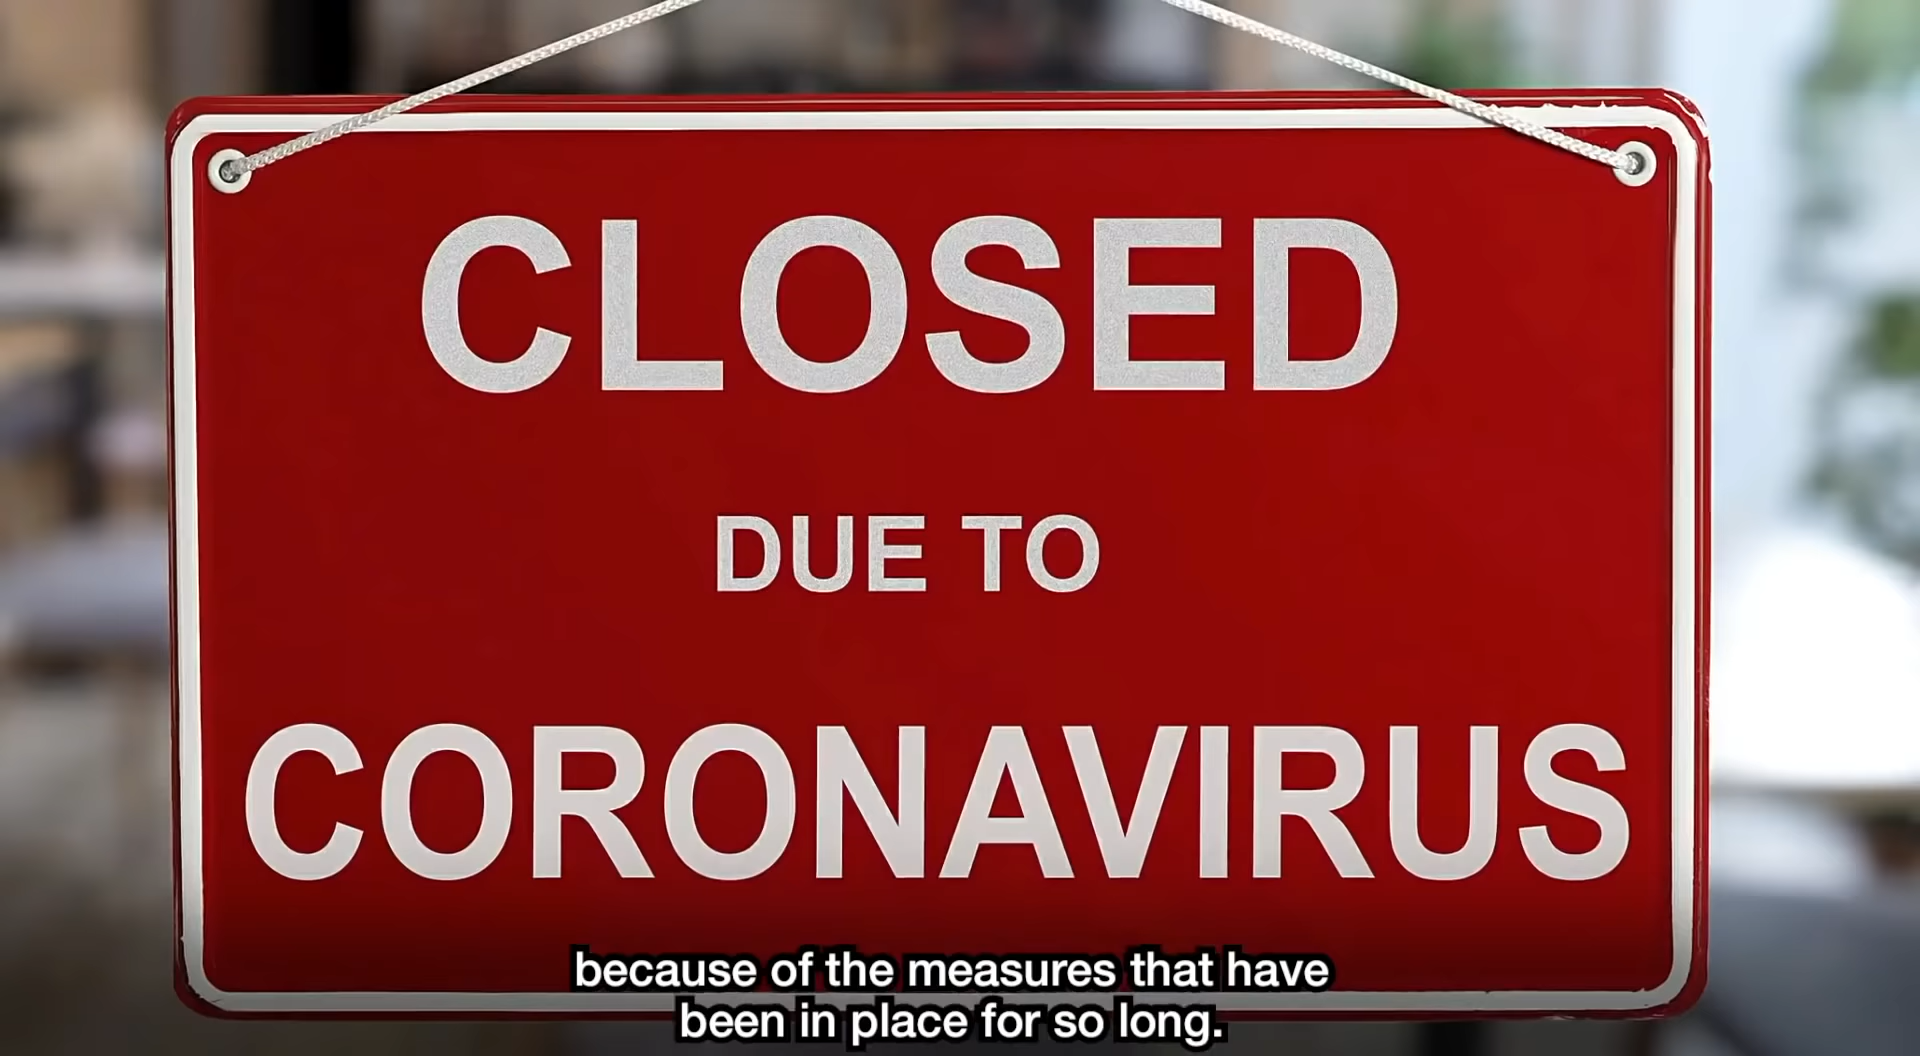 CLOSED
DUE TO
CORONAVIRUS
because of the measures that have
been in place for so long.